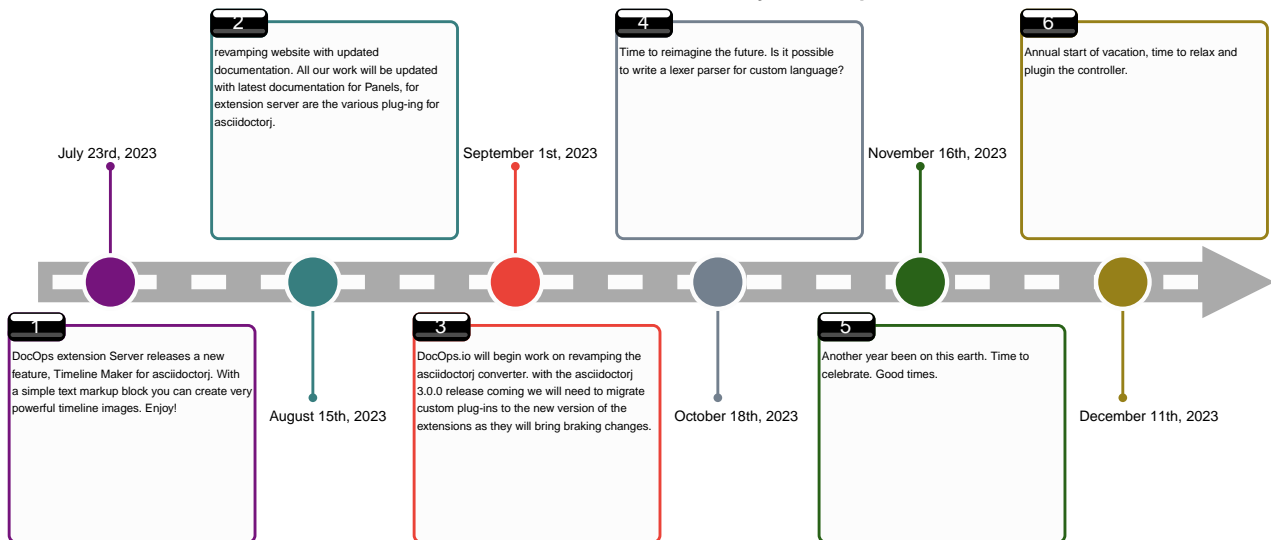 2
revamping website with updated
documentation. All our work will be updated
with latest documentation for Panels, for
extension server are the various plug-ing for
asciidoctorj.
4
Time to reimagine the future. Is it possible
to write a lexer parser for custom language?
6
Annual start of vacation, time to relax and
plugin the controller.
July 23rd, 2023
September 1st, 2023
November 16th, 2023
1
DocOps extension Server releases a new
feature, Timeline Maker for asciidoctorj. With
a simple text markup block you can create very
powerful timeline images. Enjoy!
August 15th, 2023
3
DocOps.io will begin work on revamping the
asciidoctorj converter. with the asciidoctorj
3.0.0 release coming we will need to migrate
custom plug-ins to the new version of the
extensions as they will bring braking changes.
October 18th, 2023
5
Another year been on this earth. Time to
celebrate. Good times.
December 11th, 2023